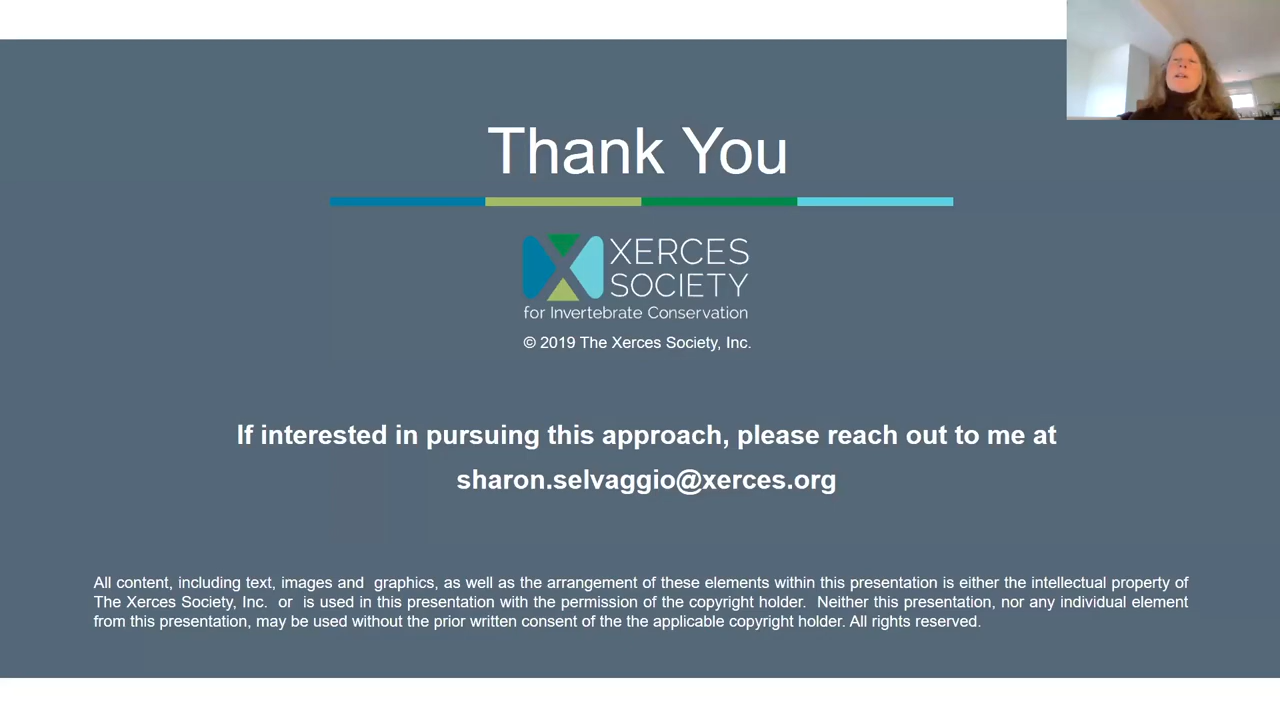 Thank You
XERCES
SOCIETY
for Invertebrate Conservation
© 2019 The Xerces Society, Inc.
If interested in pursuing this approach, please reach out to me at
sharon.selvaggio@xerces.org
All content, including text, images and graphics, as well as the arrangement of these elements within this presentation is either the intellectual property of
The Xerces Society, Inc. or is used in this presentation with the permission of the copyright holder. Neither this presentation, nor any individual element
from this presentation, may be used without the prior written consent of the the applicable copyright holder. All rights reserved.